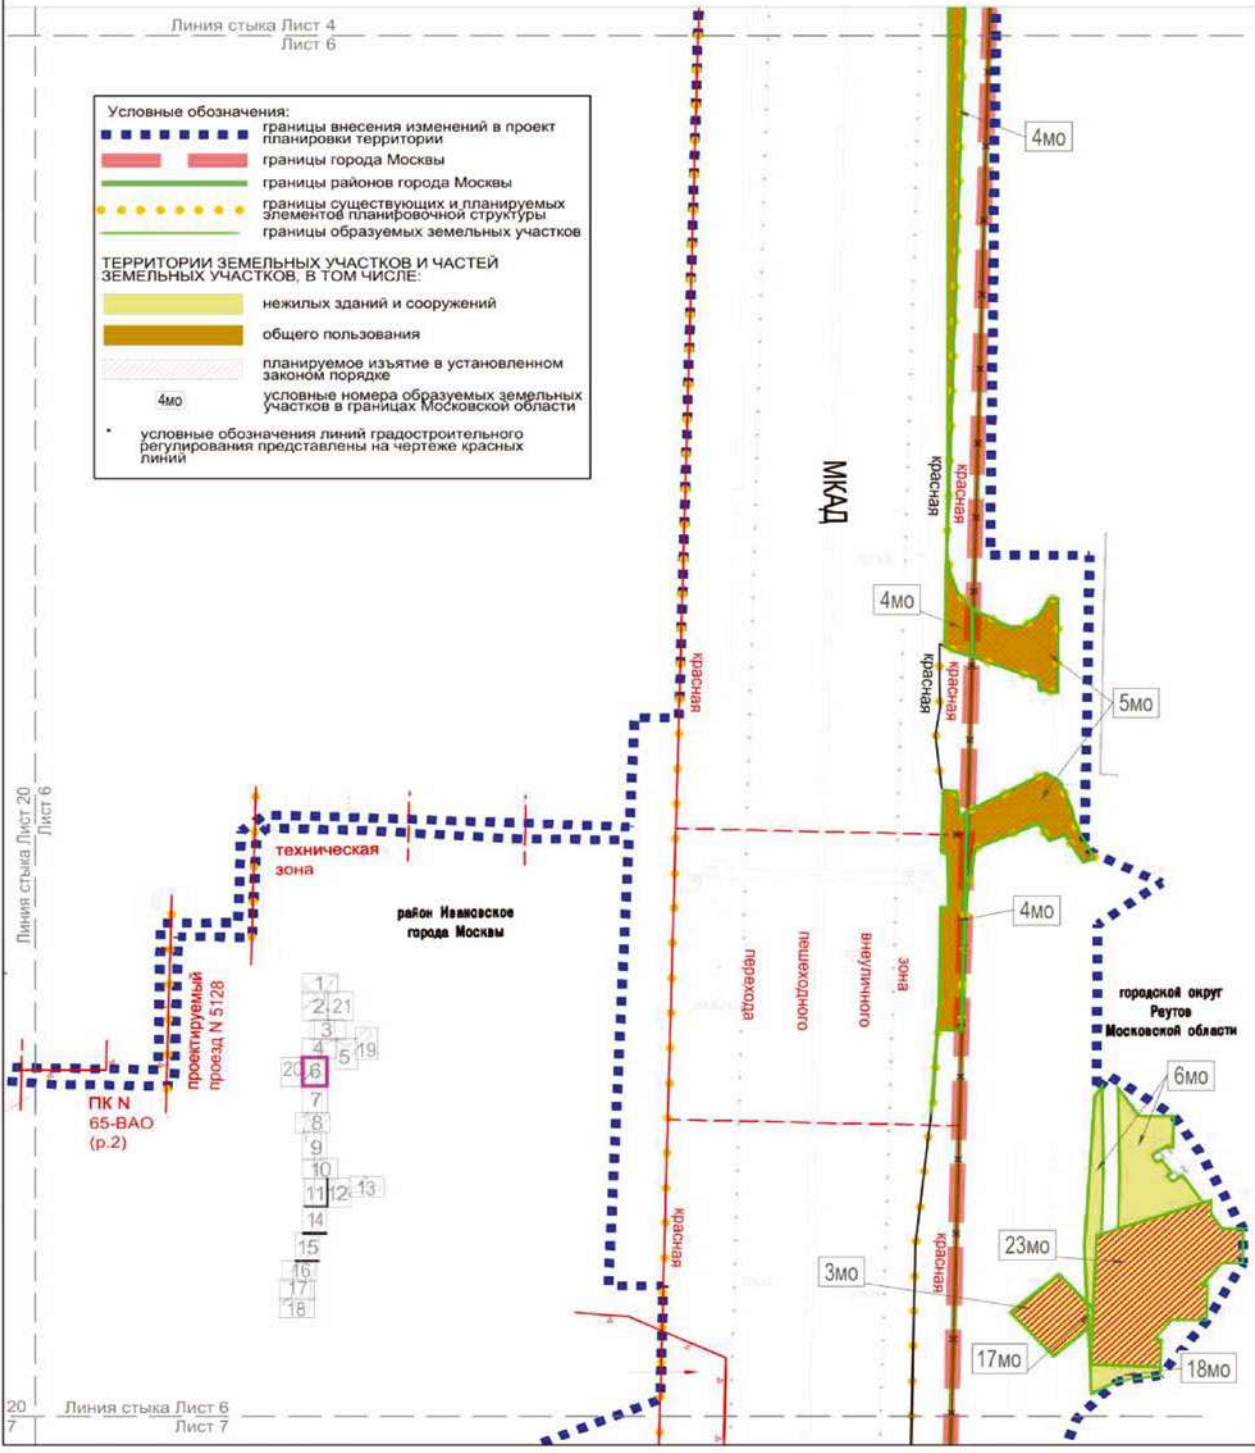 Линия стыка Лист 4
Лист 6
Условные обозначения:
границы внесения изменений в проект
планировки территории
границы города Москвы
границы районов города Москвы
границы существующих и планируемых
элементов планировочной структуры
границы образуемых земельных участков
ТЕРРИТОРИИ ЗЕМЕЛЬНЫХ УЧАСТКОВ И ЧАСТЕЙ
ЗЕМЕЛЬНЫХ УЧАСТКОВ, В ТОМ ЧИСЛЕ:
нежилых зданий и сооружений
общего пользования
планируемое изъятие в установленном
законом порядке
4мо
условные номера образуемых земельных
участков в границах Московской области
условные обозначения линий градостроительного
регулирования представлены на чертеже красных
линий
4мо
МКАД
красная
красная
4мо
красная
красная
красная
5мо
Линия стыка Лист 20
Лист 6
техническая
зона
район Ивановское
города Москвы
4мо
перехода
пешеходного
внеуличного
зона
городской округ
Реутов
Московской области
проектируемый
проезд N 5128
ПК N
65-ВАО
(р.2)
1
2 21
3
4 5 19
20 6
7
8
9
10
11 12 13
14
15
16
17
18
6мо
красная
красная
23мо
3мо
17мо
18мо
20
7
Линия стыка Лист 6
Лист 7